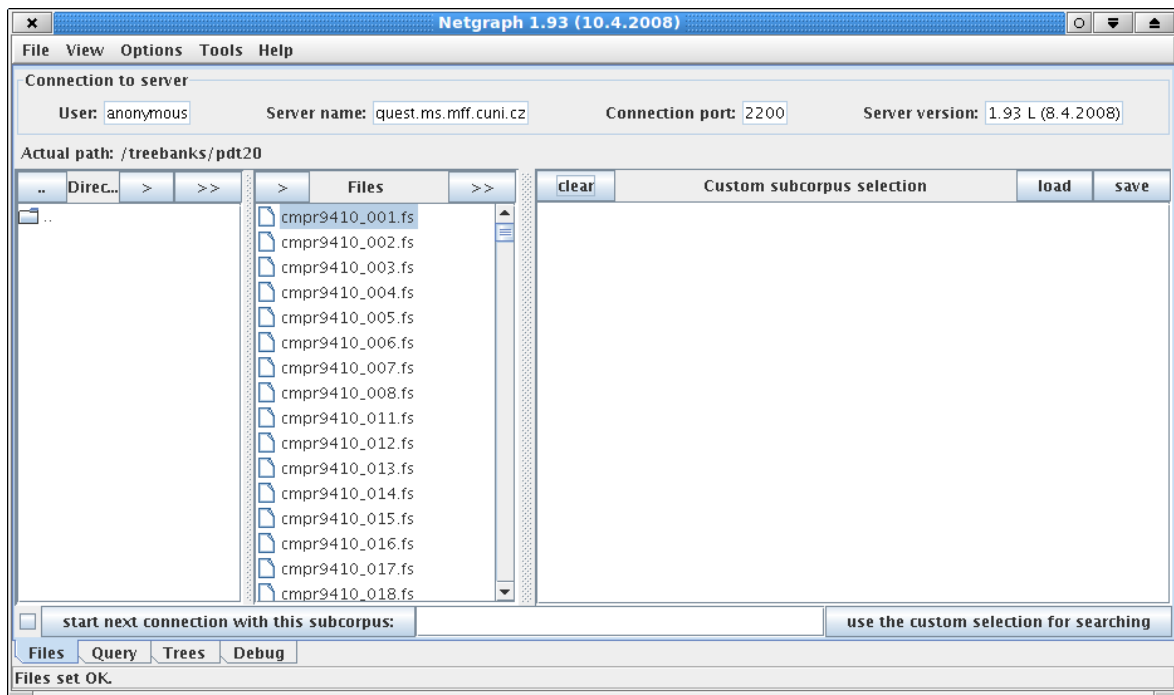 Netgraph 1.93 (10.4.2008)
File View Options Tools Help
Connection to server
User: anonymous Server name: quest.ms.mff.cuni.cz Connection port: 2200 Server version: 1.93 L (8.4.2008)
Actual path: /treebanks/pdt20
.. Direc... > >> > Files >> clear Custom subcorpus selection load save
..
cmpr9410_001.fs
cmpr9410_002.fs
cmpr9410_003.fs
cmpr9410_004.fs
cmpr9410_005.fs
cmpr9410_006.fs
cmpr9410_007.fs
cmpr9410_008.fs
cmpr9410_011.fs
cmpr9410_012.fs
cmpr9410_013.fs
cmpr9410_014.fs
cmpr9410_015.fs
cmpr9410_016.fs
cmpr9410_017.fs
cmpr9410_018.fs
start next connection with this subcorpus: use the custom selection for searching
Files Query Trees Debug
Files set OK.